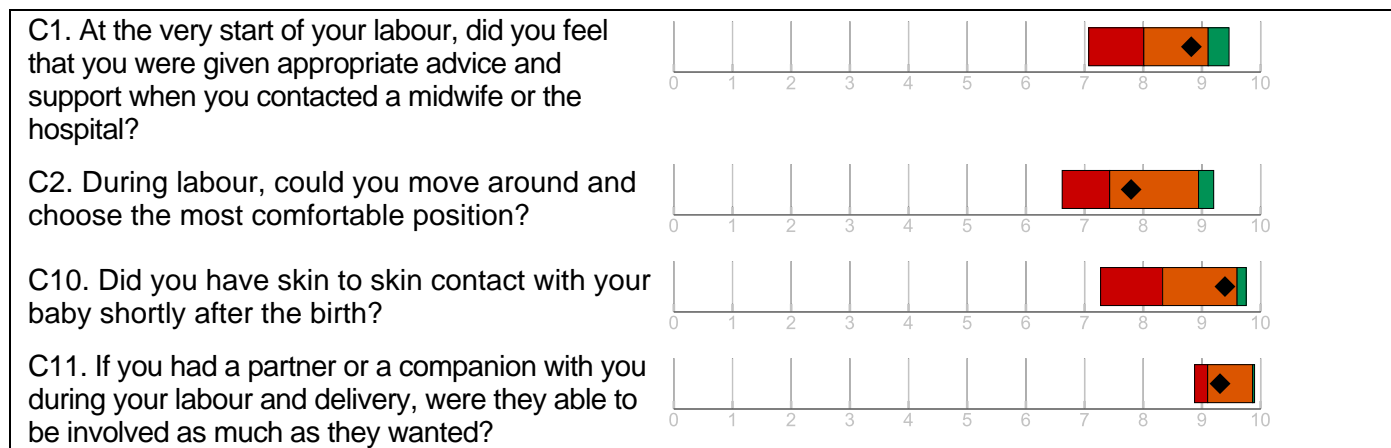 C1. At the very start of your labour, did you feel
that you were given appropriate advice and
support when you contacted a midwife or the
hospital?
0 1 2 3 4 5 6 7 8 9 10
C2. During labour, could you move around and
choose the most comfortable position?
0 1 2 3 4 5 6 7 8 9 10
C10. Did you have skin to skin contact with your
baby shortly after the birth?
0 1 2 3 4 5 6 7 8 9 10
C11. If you had a partner or a companion with you
during your labour and delivery, were they able to
be involved as much as they wanted?
0 1 2 3 4 5 6 7 8 9 10